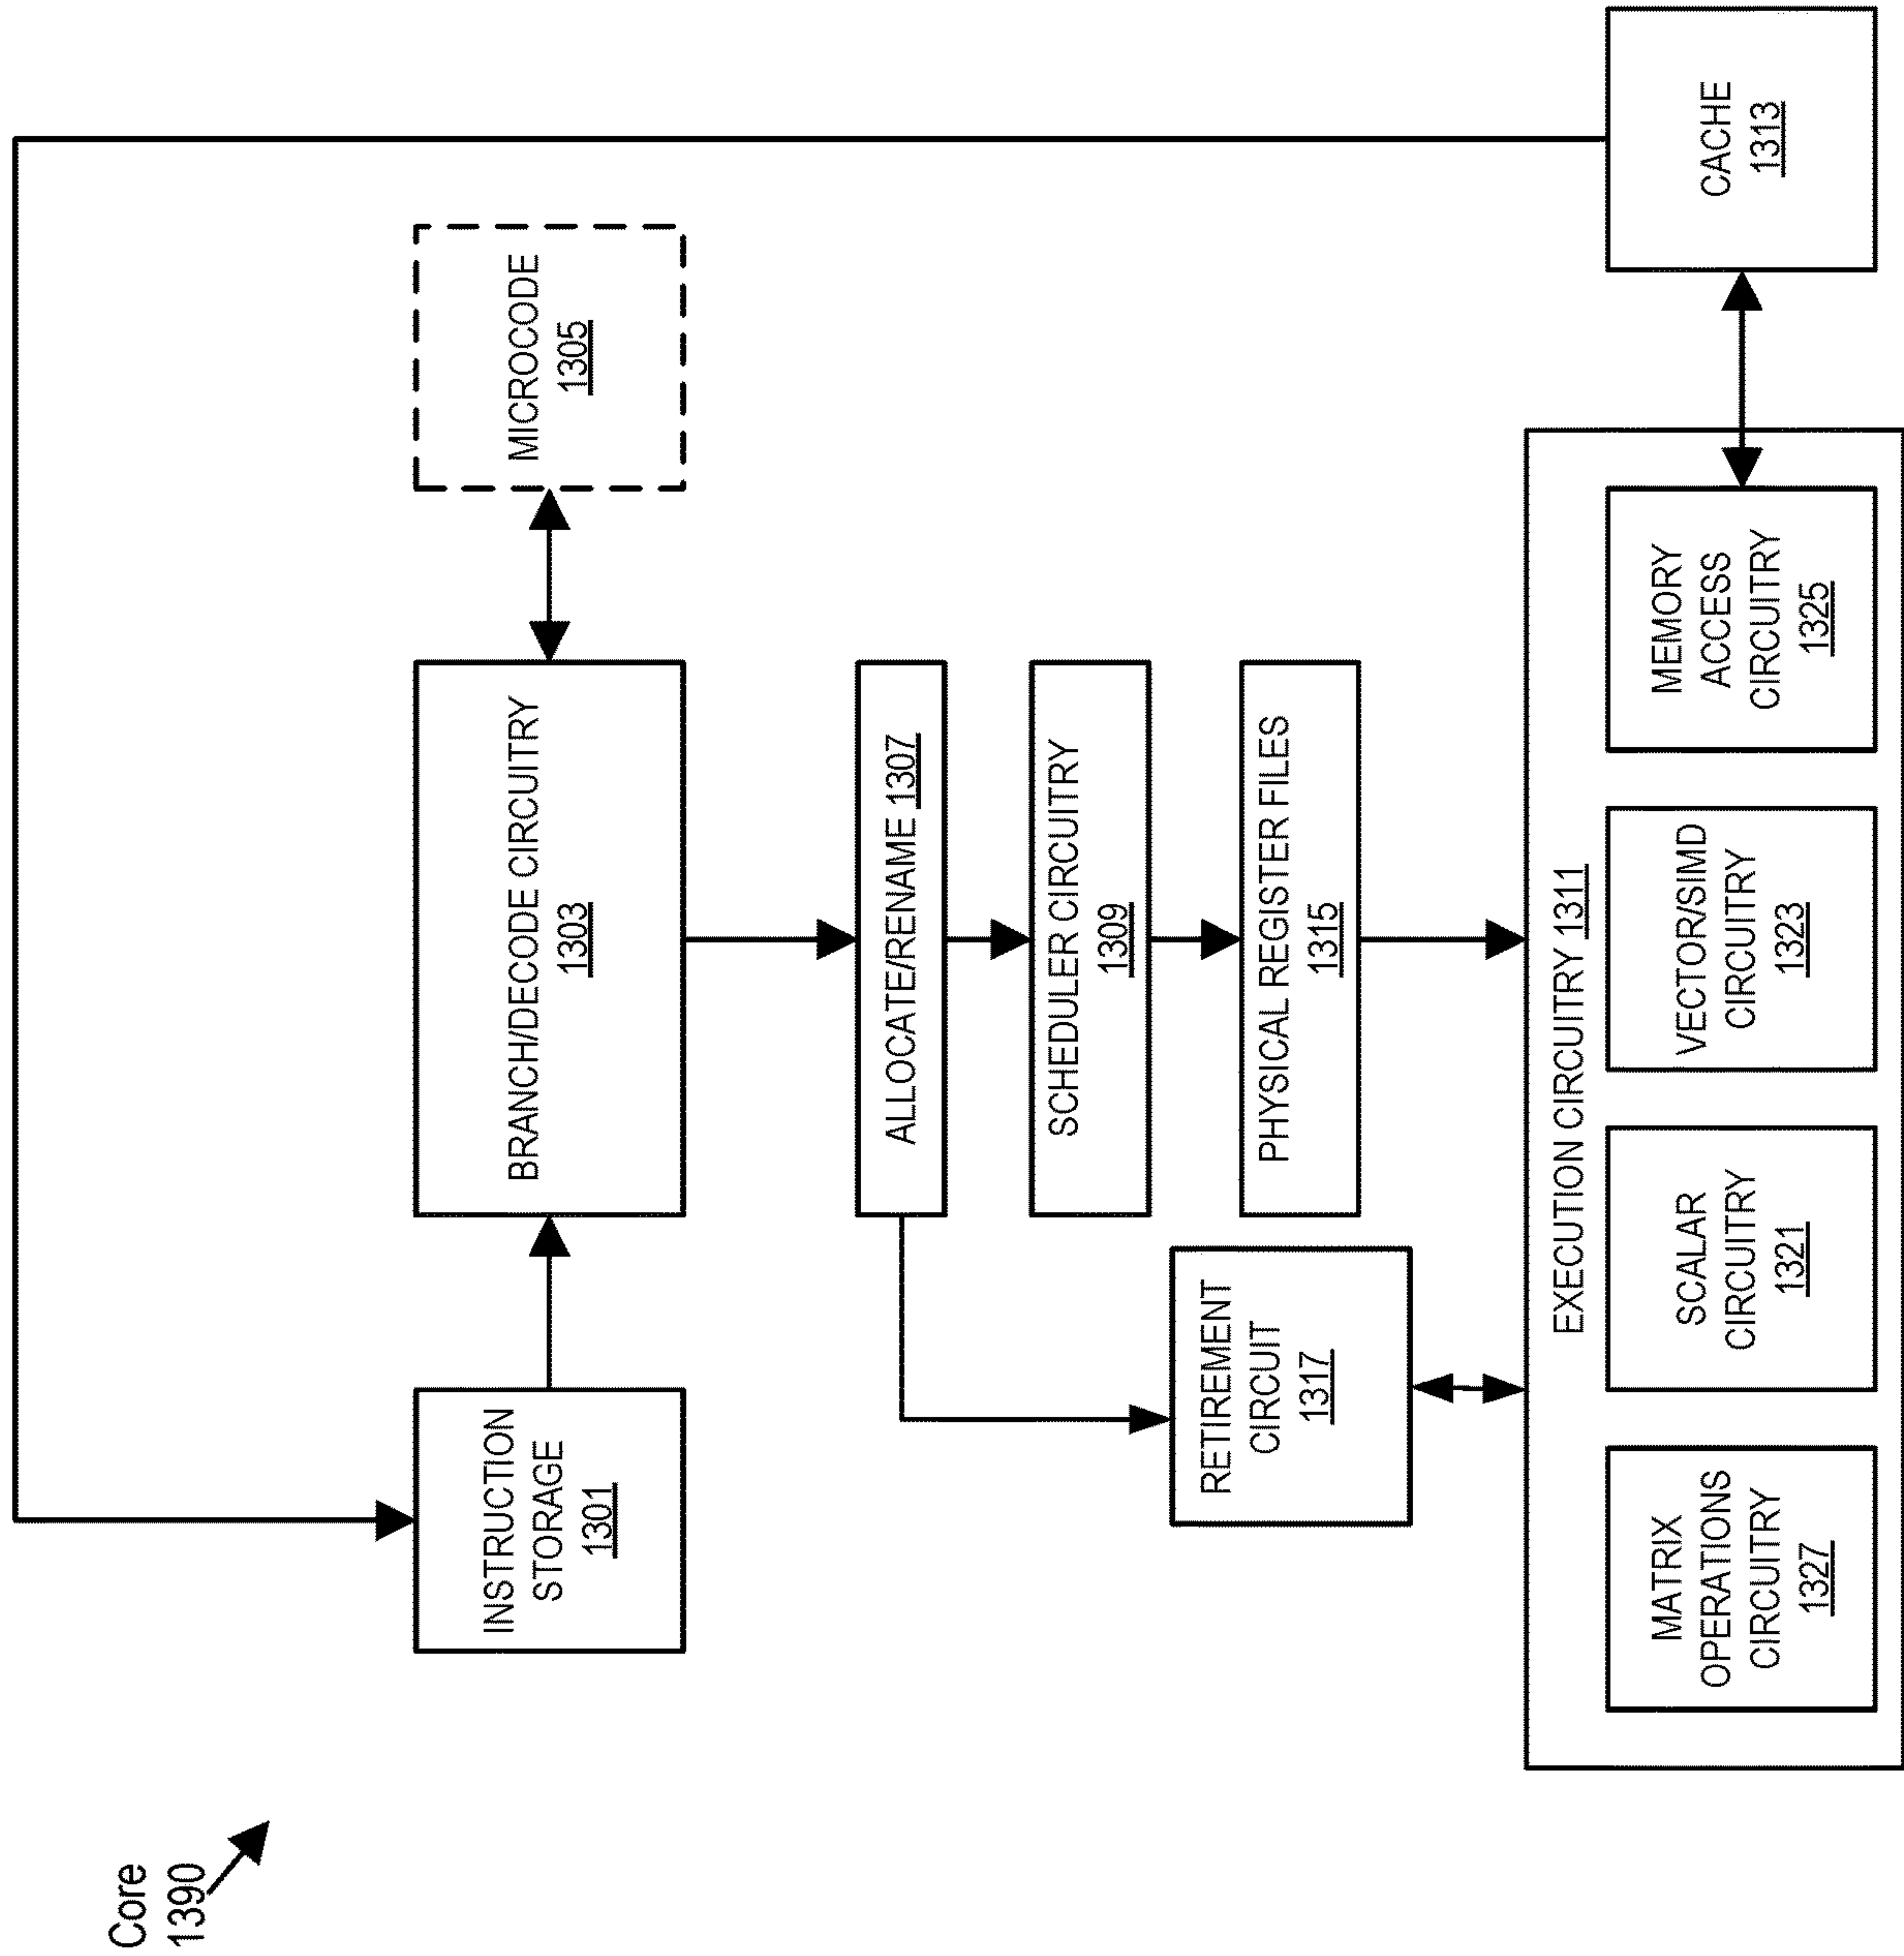 Core
1390
INSTRUCTION
STORAGE
1301
BRANCH/DECODE CIRCUITRY
1303
MICROCODE
1305
ALLOCATE/RENAME 1307
SCHEDULER CIRCUITRY
1309
PHYSICAL REGISTER FILES
1315
RETIREMENT
CIRCUIT
1317
EXECUTION CIRCUITRY 1311
MATRIX
OPERATIONS
CIRCUITRY
1327
SCALAR
CIRCUITRY
1321
VECTOR/SIMD
CIRCUITRY
1323
MEMORY
ACCESS
CIRCUITRY
1325
CACHE
1313